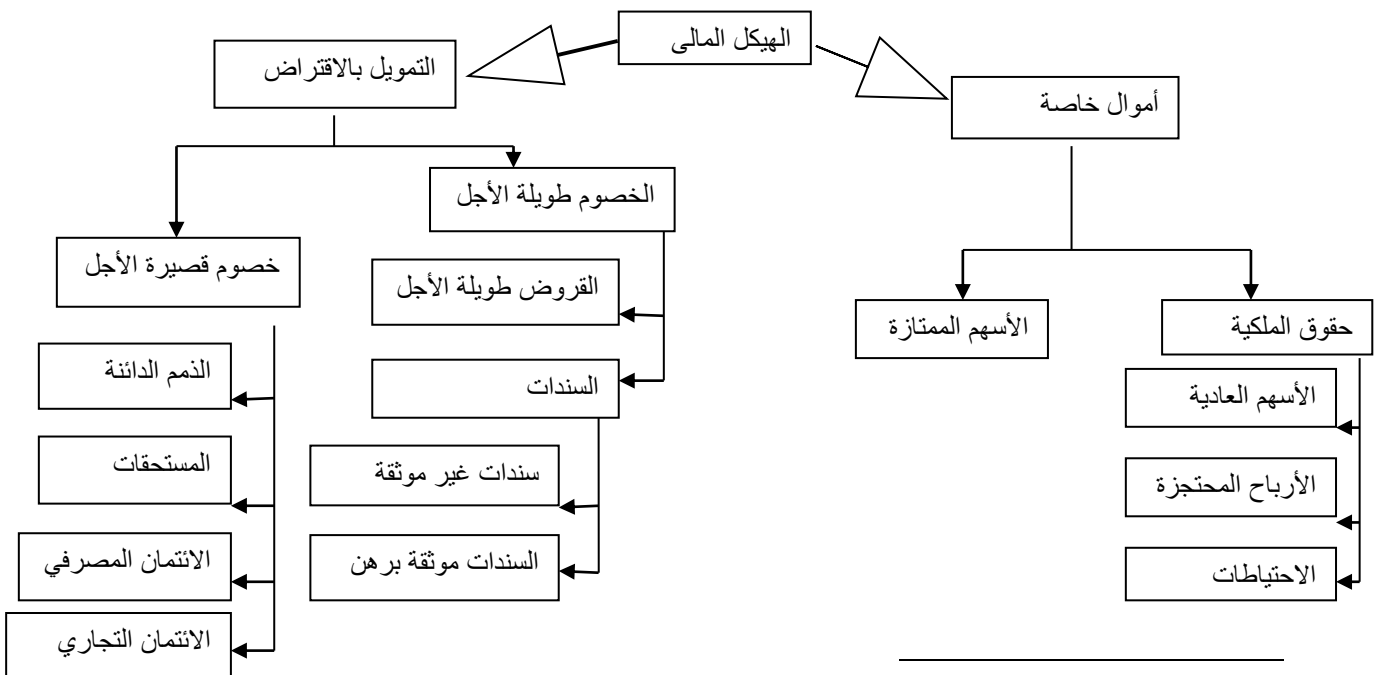 الهيكل المالى
أموال خاصة
حقوق الملكية
الأسهم العادية
الأرباح المحتجزة
الاحتياطات
الأسهم الممتازة
التمويل بالاقتراض
الخصوم طويلة الأجل
القروض طويلة الأجل
السندات
سندات غير موثقة
السندات موثقة برهن
خصوم قصيرة الأجل
الذمم الدائنة
المستحقات
الائتمان المصرفي
الائتمان التجاري